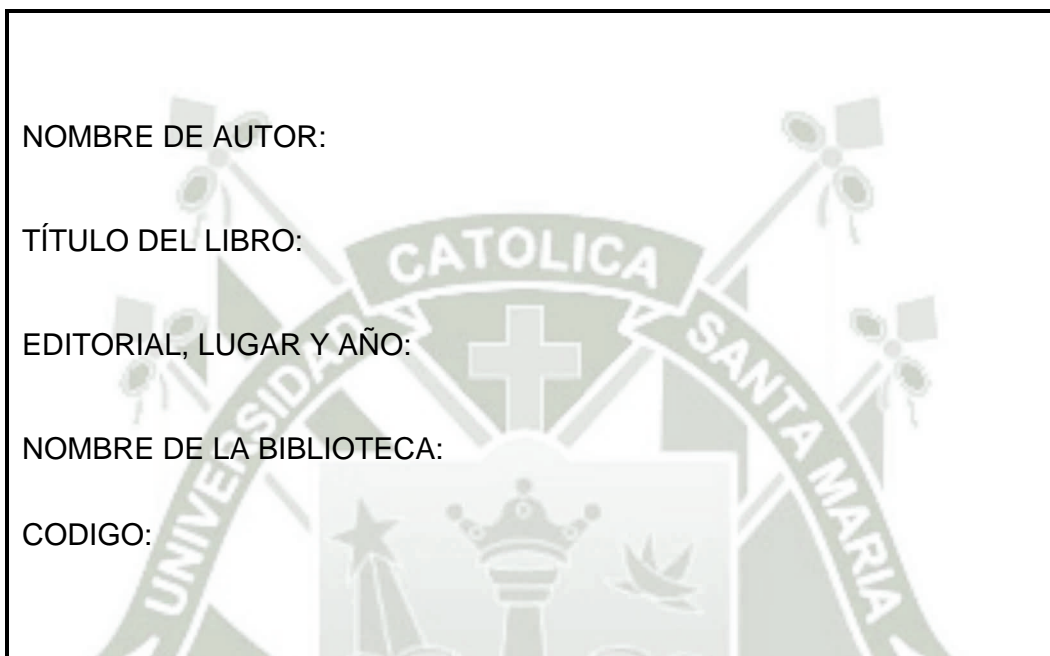 NOMBRE DE AUTOR:
TÍTULO DEL LIBRO:
EDITORIAL, LUGAR Y AÑO:
NOMBRE DE LA BIBLIOTECA:
CODIGO:
UNIVERSIDAD CATOLICA SANTA MARIA